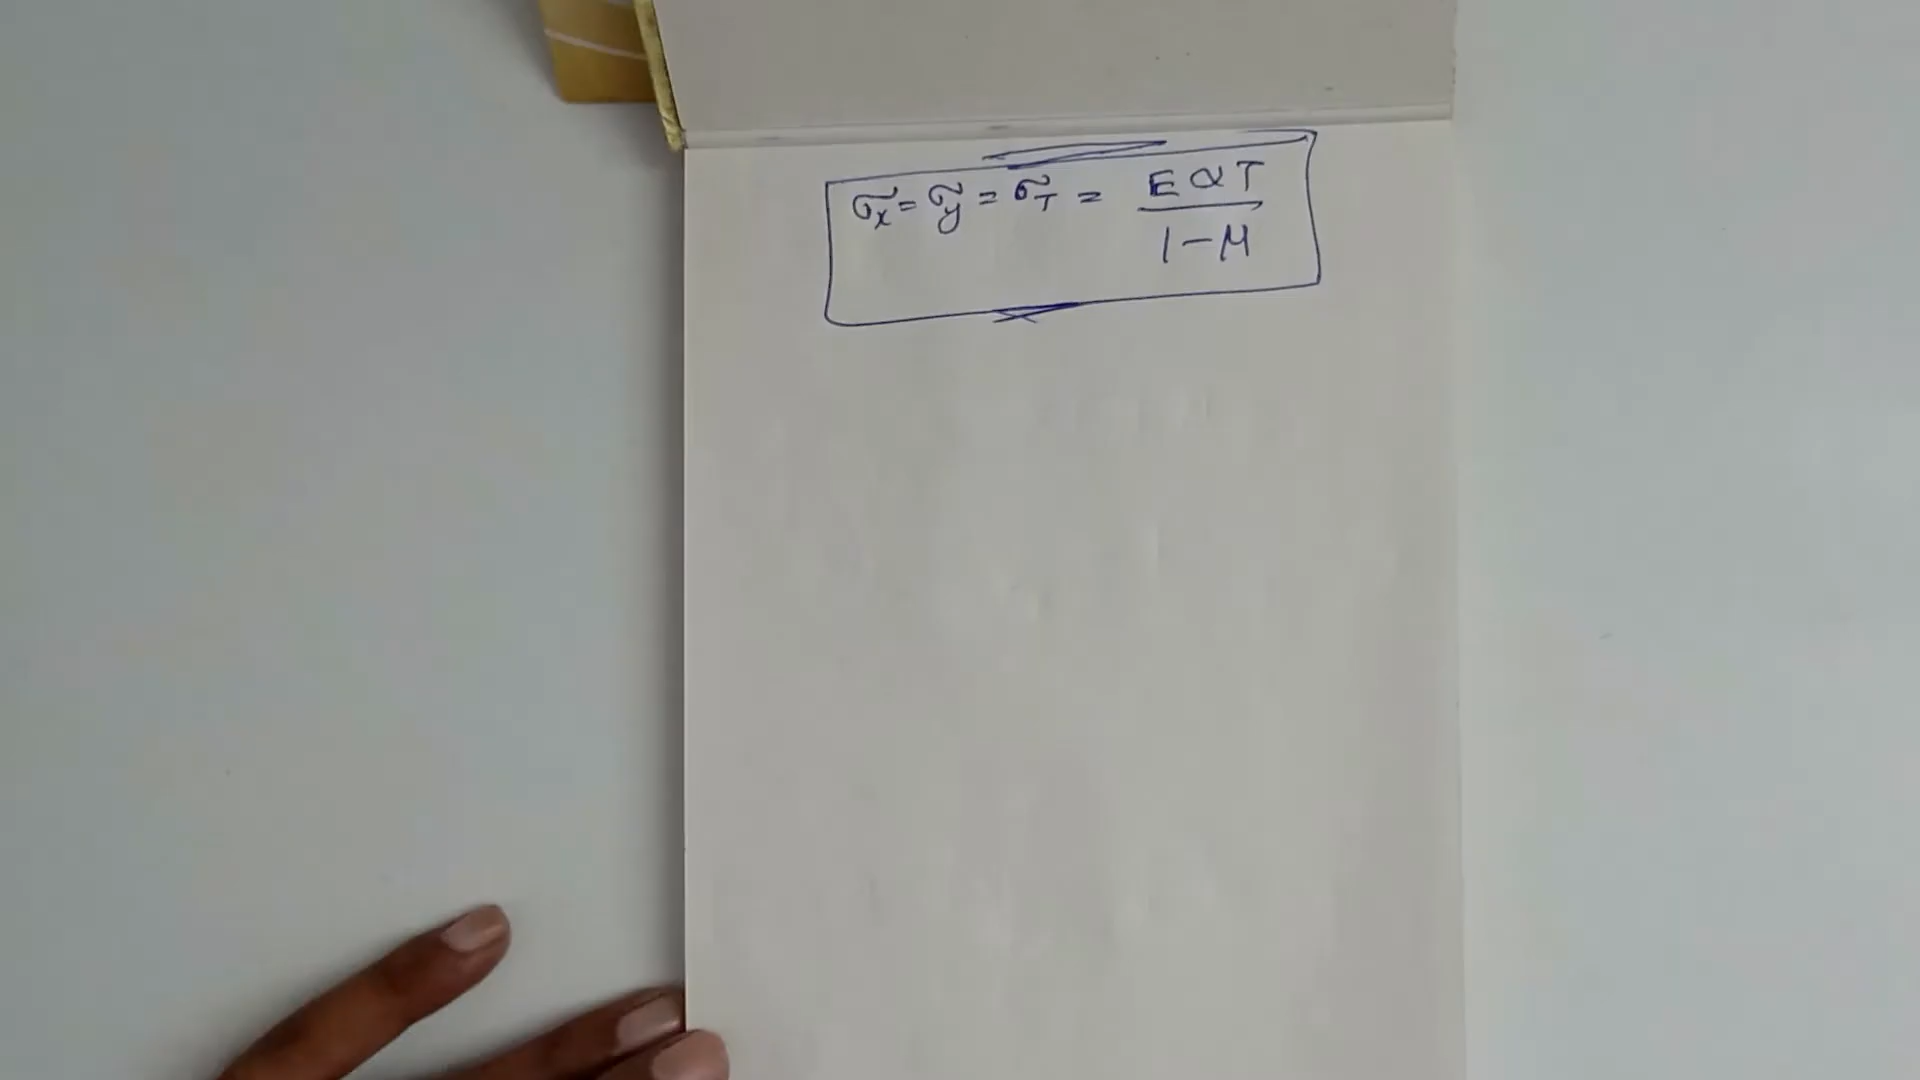 σx = σy = σT = EαT / 1-μ